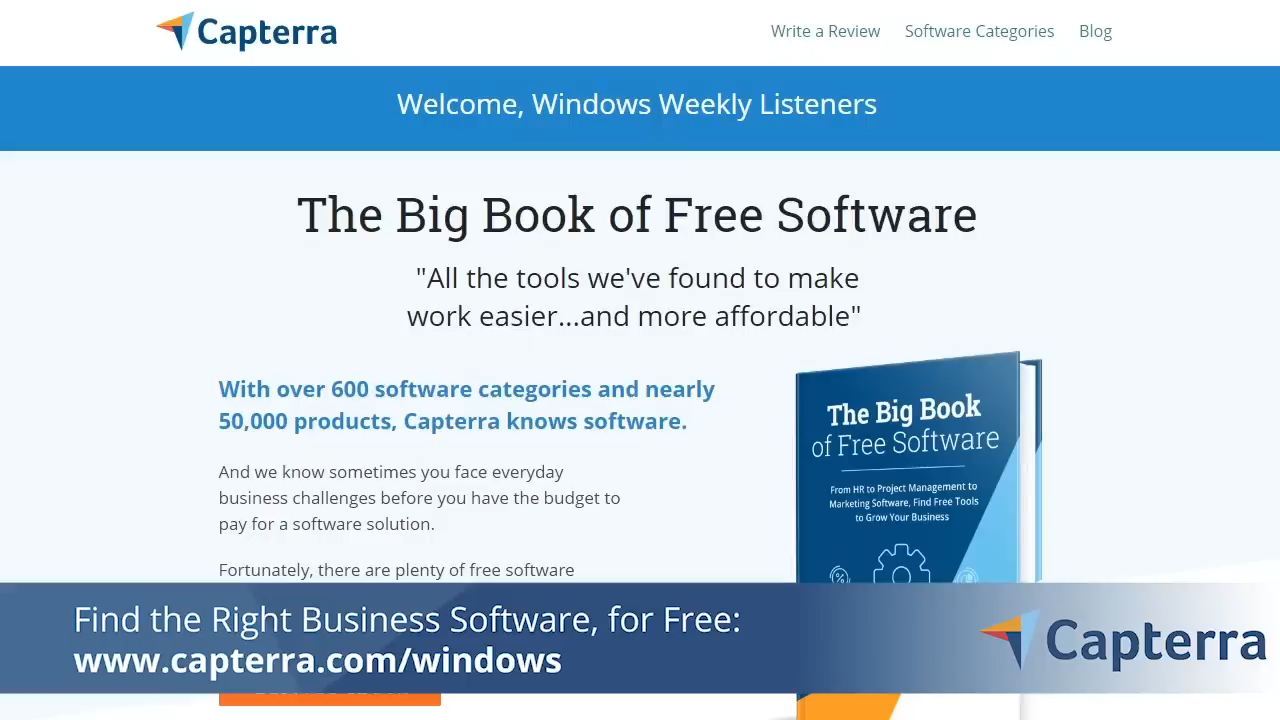 Capterra
Write a Review
Software Categories
Blog
Welcome, Windows Weekly Listeners
The Big Book of Free Software
"All the tools we've found to make
work easier...and more affordable"
With over 600 software categories and nearly
50,000 products, Capterra knows software.
And we know sometimes you face everyday
business challenges before you have the budget to
pay for a software solution.
Fortunately, there are plenty of free software
The Big Book
of Free Software
From HR to Project Management to
Marketing Software, Find Free Tools
to Grow Your Business
Find the Right Business Software, for Free:
www.capterra.com/windows
Capterra